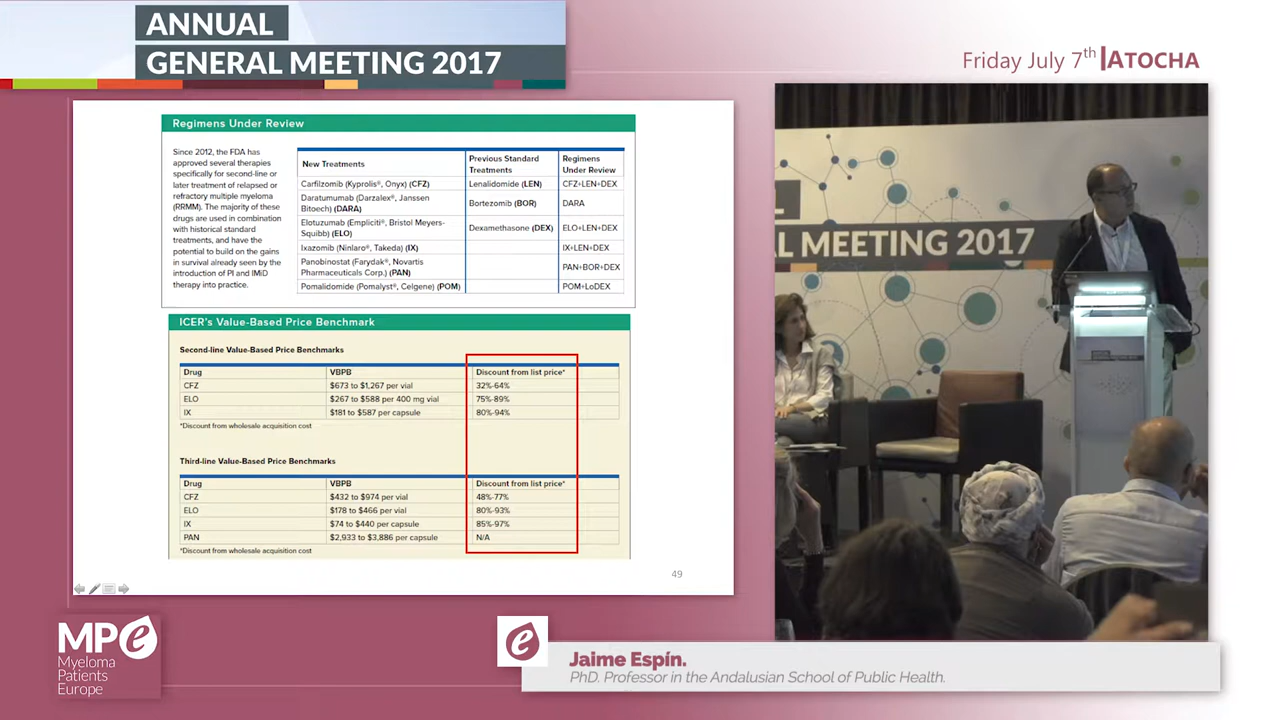 ANNUAL
GENERAL MEETING 2017
Friday July 7th | ATOCHA
Regimens Under Review
Since 2012, the FDA has
approved several therapies
specifically for second-line or
later treatment of relapsed or
refractory multiple myeloma
(RRMM). The majority of these
drugs are used in combination
with historical standard
treatments, and have the
potential to build on the gains
in survival already seen by the
introduction of PI and IMiD
therapy into practice.
New Treatments
Previous Standard
Treatments
Regimens
Under Review
Carfilzomib (Kyprolis®, Onyx) (CFZ)
Lenalidomide (LEN)
CFZ+LEN+DEX
Daratumumab (Darzalex®, Janssen
Bitoech) (DARA)
Bortezomib (BOR)
DARA
Elotuzumab (Empliciti®, Bristol Meyers-
Squibb) (ELO)
Dexamethasone (DEX)
ELO+LEN+DEX
Ixazomib (Ninlaro®, Takeda) (IX)
IX+LEN+DEX
Panobinostat (Farydak®, Novartis
Pharmaceuticals Corp.) (PAN)
PAN+BOR+DEX
Pomalidomide (Pomalyst®, Celgene) (POM)
POM+LoDEX
ICER's Value-Based Price Benchmark
Second-line Value-Based Price Benchmarks
Drug VBPB Discount from list price*
CFZ $673 to $1,267 per vial 32%-64%
ELO $267 to $588 per 400 mg vial 75%-89%
IX $181 to $587 per capsule 80%-94%
*Discount from wholesale acquisition cost
Third-line Value-Based Price Benchmarks
Drug VBPB Discount from list price*
CFZ $432 to $974 per vial 48%-77%
ELO $178 to $466 per vial 80%-93%
IX $74 to $440 per capsule 85%-97%
PAN $2,933 to $3,886 per capsule N/A
*Discount from wholesale acquisition cost
49
L
AL MEETING 2017
MPe
Myeloma
Patients
Europe
e
Jaime Espín.
PhD. Professor in the Andalusian School of Public Health.